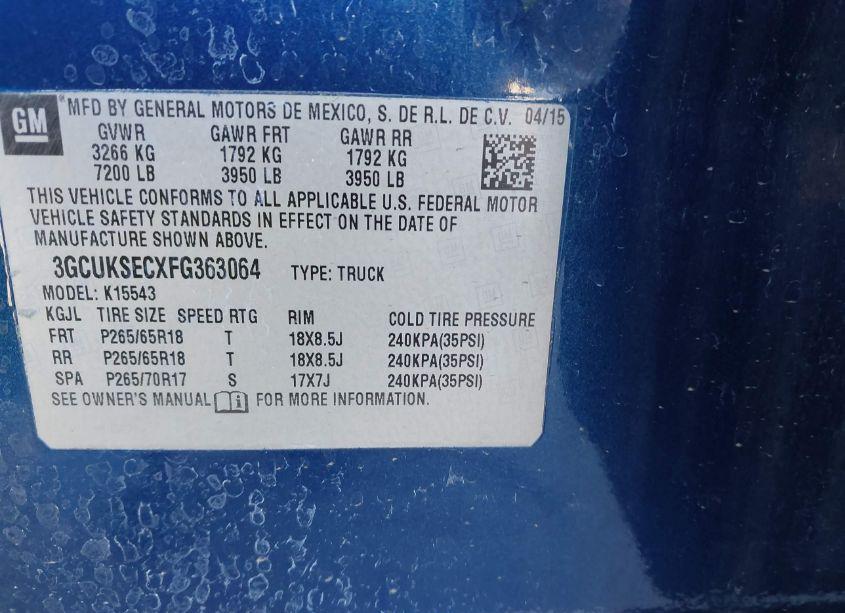 GM ® MFD BY GENERAL MOTORS DE MEXICO, S. DE R.L. DE C.V. 04/15
GVWR GAWR FRT GAWR RR
3266 KG 1792 KG 1792 KG
7200 LB 3950 LB 3950 LB
THIS VEHICLE CONFORMS TO ALL APPLICABLE U.S. FEDERAL MOTOR
VEHICLE SAFETY STANDARDS IN EFFECT ON THE DATE OF
MANUFACTURE SHOWN ABOVE.
3GCUKSECXFG363064 TYPE: TRUCK
MODEL: K15543
KGJL TIRE SIZE SPEED RTG RIM COLD TIRE PRESSURE
FRT P265/65R18 T 18X8.5J 240KPA(35PSI)
RR P265/65R18 T 18X8.5J 240KPA(35PSI)
SPA P265/70R17 S 17X7J 240KPA(35PSI)
SEE OWNER'S MANUAL FOR MORE INFORMATION.